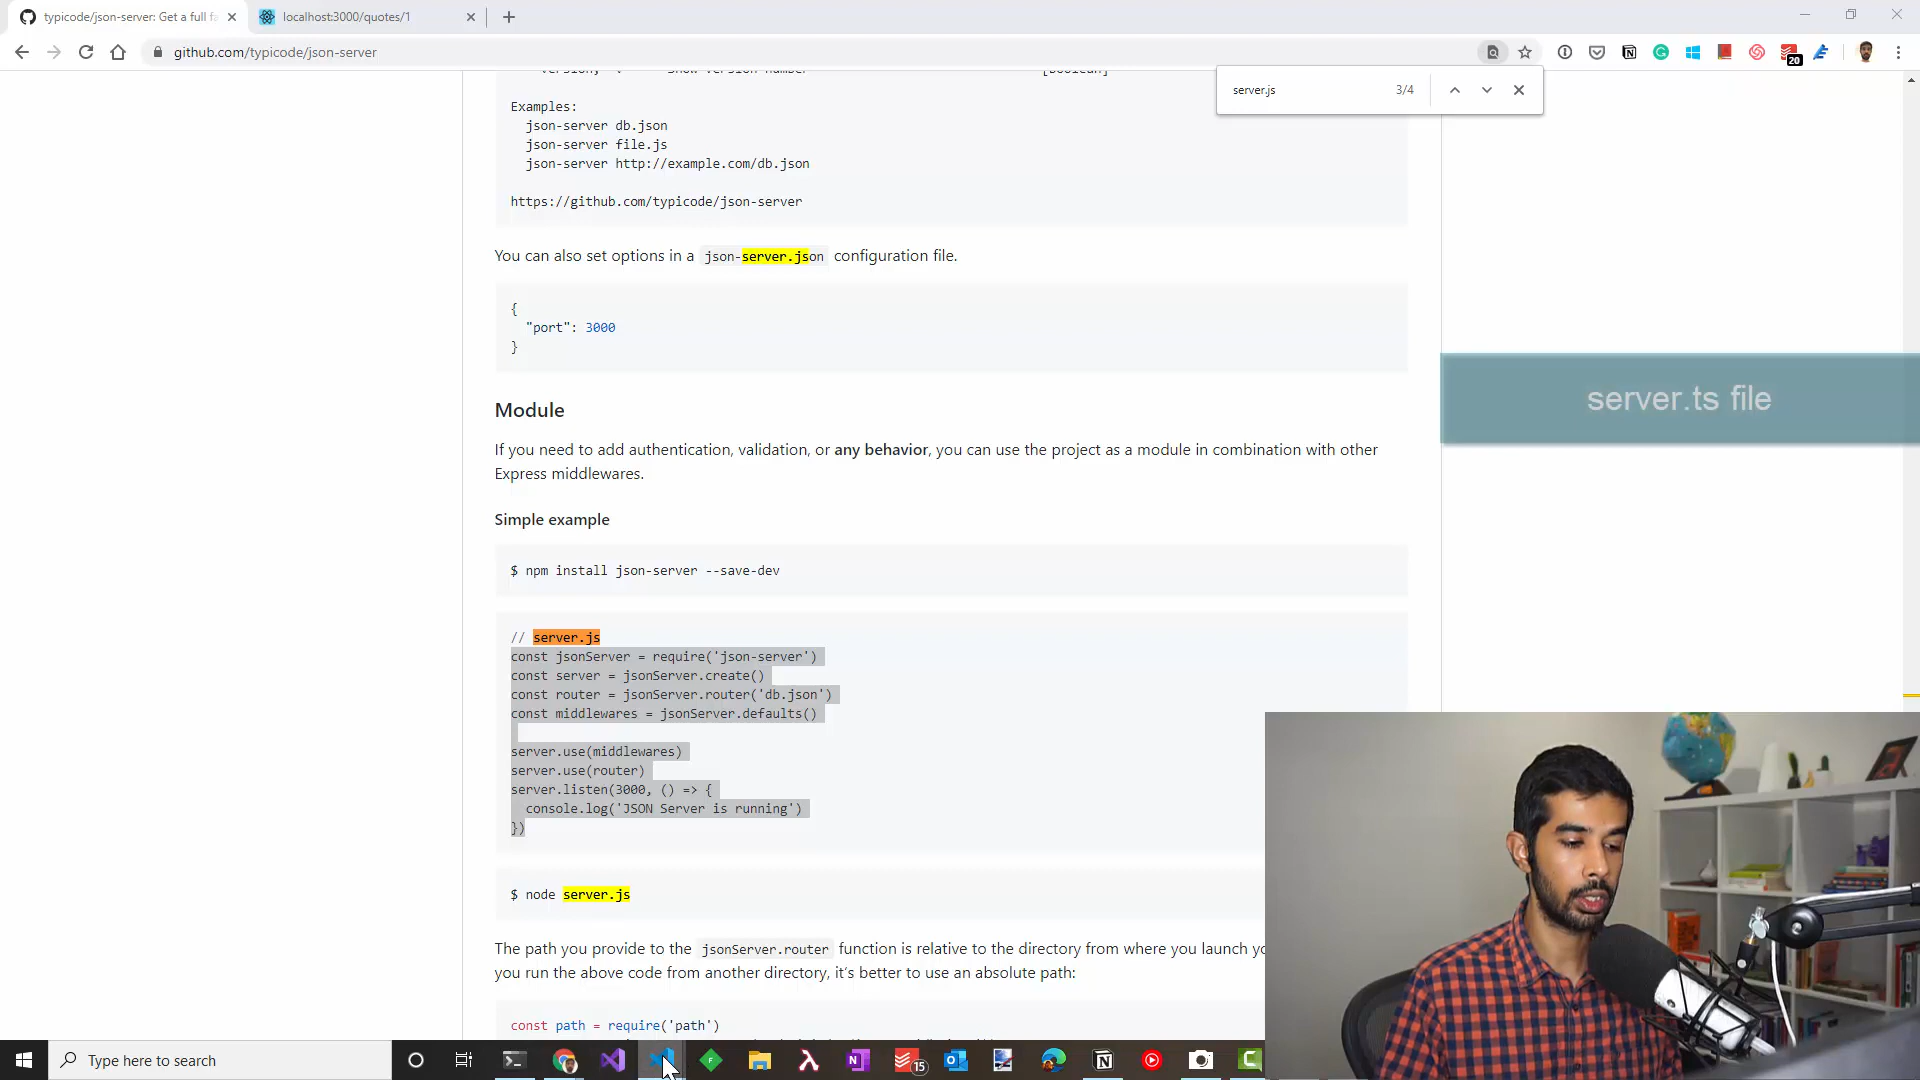 typicode/json-server: Get a full fa
localhost:3000/quotes/1
github.com/typicode/json-server
20
server.js
3/4
Examples:
json-server db.json
json-server file.js
json-server http://example.com/db.json
https://github.com/typicode/json-server
You can also set options in a json-server.json configuration file.
{
"port": 3000
}
server.ts file
Module
If you need to add authentication, validation, or any behavior, you can use the project as a module in combination with other
Express middlewares.
Simple example
$ npm install json-server --save-dev
// server.js
const jsonServer = require('json-server')
const server = jsonServer.create()
const router = jsonServer.router('db.json')
const middlewares = jsonServer.defaults()
server.use(middlewares)
server.use(router)
server.listen(3000, () => {
console.log('JSON Server is running')
})
$ node server.js
The path you provide to the jsonServer.router function is relative to the directory from where you launch
you run the above code from another directory, it's better to use an absolute path:
const path = require('path')
Type here to search
15